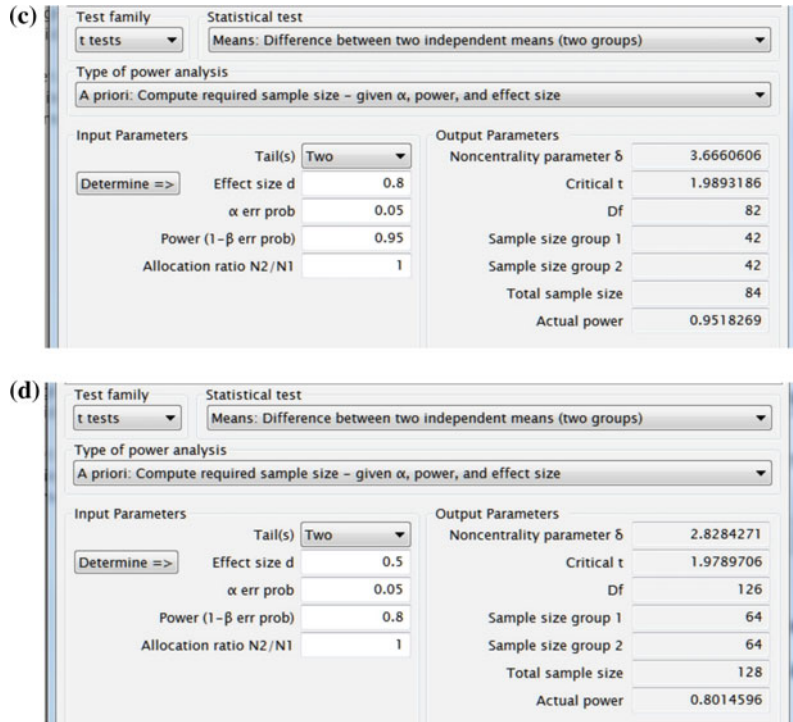 (c)
Test family Statistical test
t tests Means: Difference between two independent means (two groups)
Type of power analysis
A priori: Compute required sample size – given α, power, and effect size
Input Parameters Output Parameters
Tail(s) Two Noncentrality parameter δ 3.6660606
Determine => Effect size d 0.8 Critical t 1.9893186
α err prob 0.05 Df 82
Power (1-β err prob) 0.95 Sample size group 1 42
Allocation ratio N2/N1 1 Sample size group 2 42
Total sample size 84
Actual power 0.9518269
(d)
Test family Statistical test
t tests Means: Difference between two independent means (two groups)
Type of power analysis
A priori: Compute required sample size – given α, power, and effect size
Input Parameters Output Parameters
Tail(s) Two Noncentrality parameter δ 2.8284271
Determine => Effect size d 0.5 Critical t 1.9789706
α err prob 0.05 Df 126
Power (1-β err prob) 0.8 Sample size group 1 64
Allocation ratio N2/N1 1 Sample size group 2 64
Total sample size 128
Actual power 0.8014596